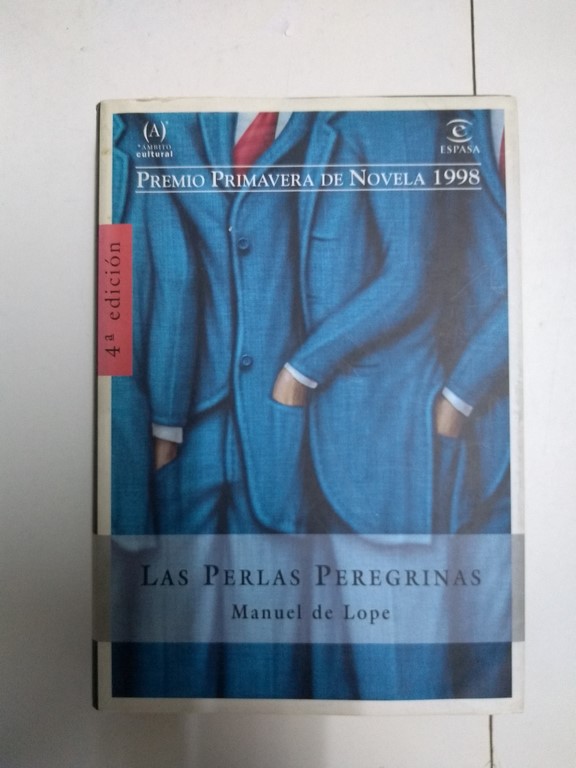 (A)
*ÁMBITO
cultural
e
ESPASA
PREMIO PRIMAVERA DE NOVELA 1998
4ª edición
LAS PERLAS PEREGRINAS
Manuel de Lope